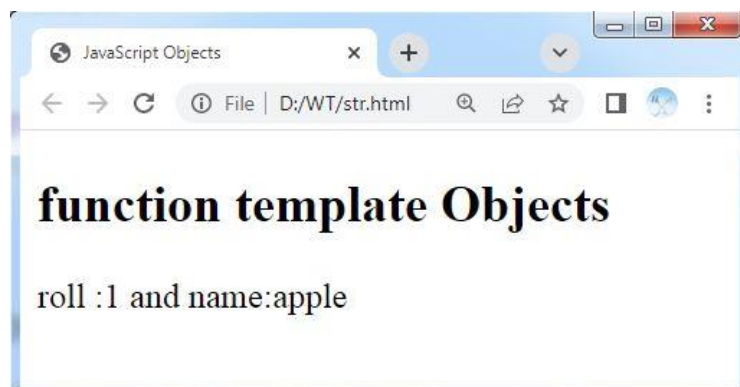 JavaScript Objects
File | D:/WT/str.html
function template Objects
roll :1 and name:apple